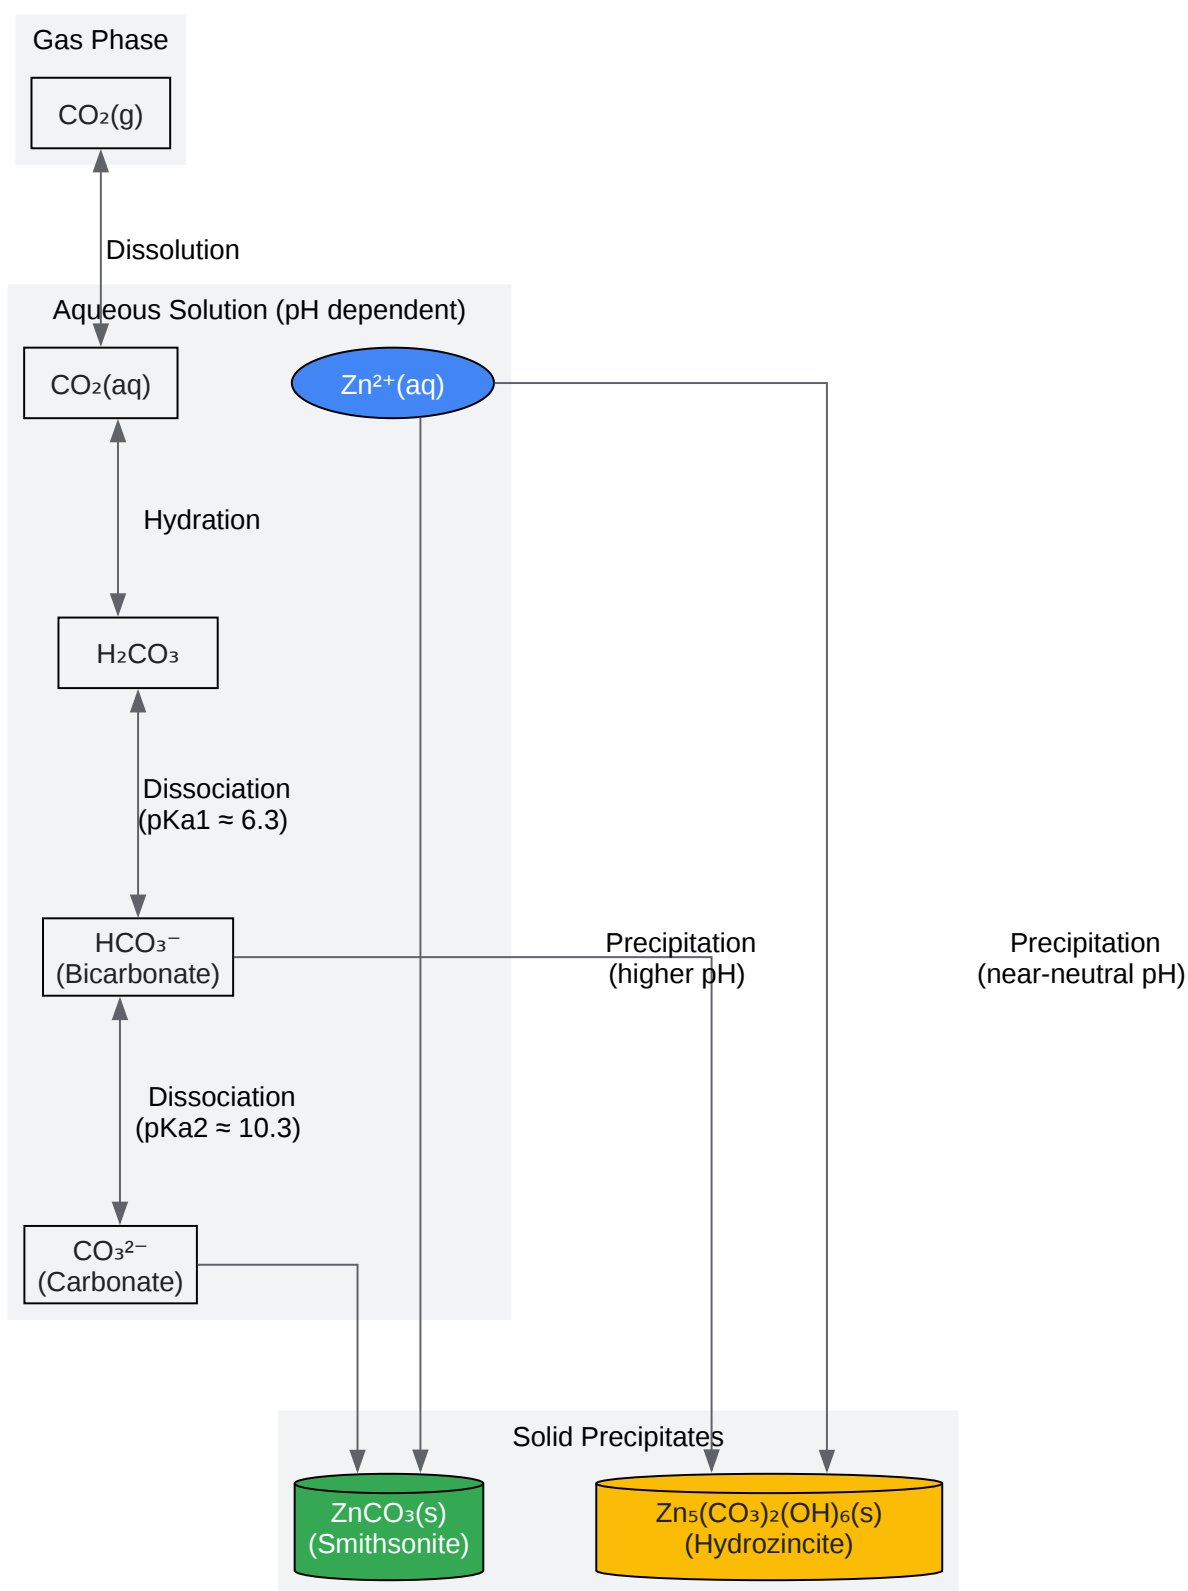 Gas Phase
CO₂(g)
Dissolution
Aqueous Solution (pH dependent)
CO₂(aq)
Zn²⁺(aq)
Hydration
H₂CO₃
Dissociation
(pKa1 ≈ 6.3)
HCO₃⁻
(Bicarbonate)
Precipitation
(higher pH)
Precipitation
(near-neutral pH)
Dissociation
(pKa2 ≈ 10.3)
CO₃²⁻
(Carbonate)
Solid Precipitates
ZnCO₃(s)
(Smithsonite)
Zn₅(CO₃)₂(OH)₆(s)
(Hydrozincite)